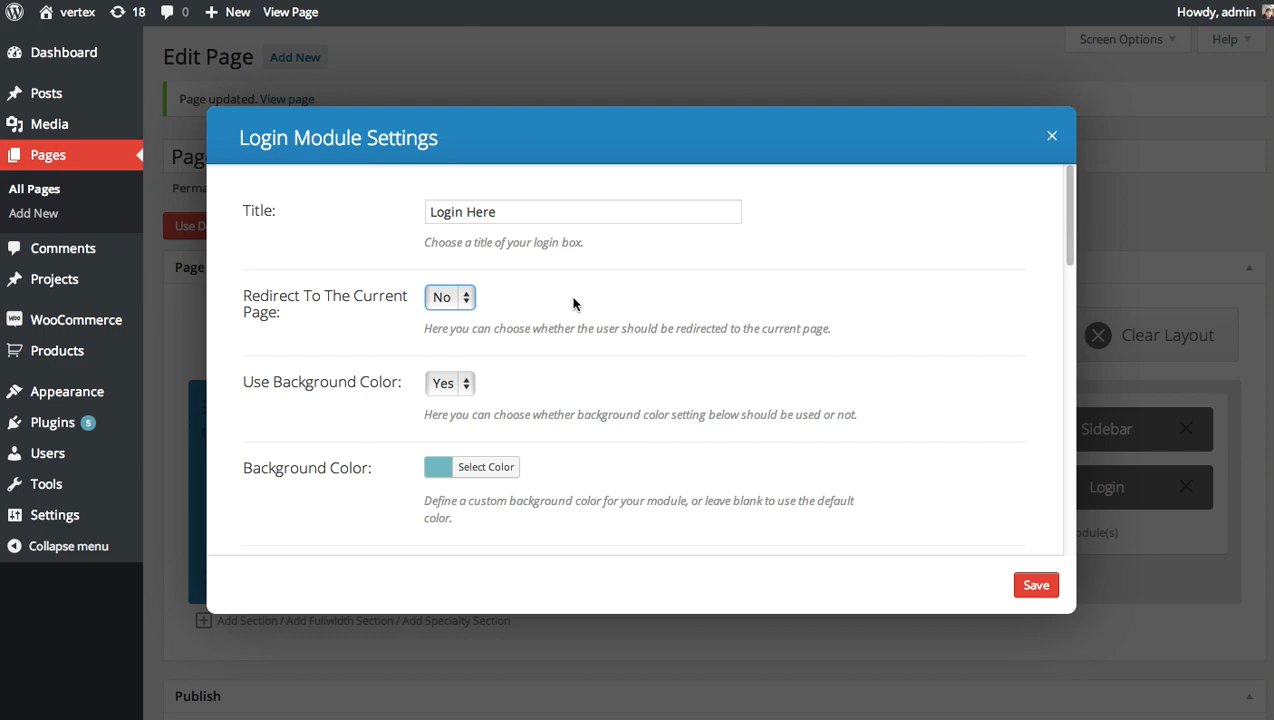 vertex 18 0 New View Page Howdy, admin
Dashboard
Posts
Media
Pages
All Pages
Add New
Comments
Projects
WooCommerce
Products
Appearance
Plugins 5
Users
Tools
Settings
Collapse menu
Edit Page Add New
Screen Options Help
Page updated. View page
Pag
Perma
Use D
Page
Login Module Settings
Title:
Login Here
Choose a title of your login box.
Redirect To The Current
Page:
No
Here you can choose whether the user should be redirected to the current page.
Use Background Color:
Yes
Here you can choose whether background color setting below should be used or not.
Background Color:
Select Color
Define a custom background color for your module, or leave blank to use the default
color.
Save
Clear Layout
Sidebar
Login
odule(s)
Add Section / Add Fullwidth Section / Add Specialty Section
Publish